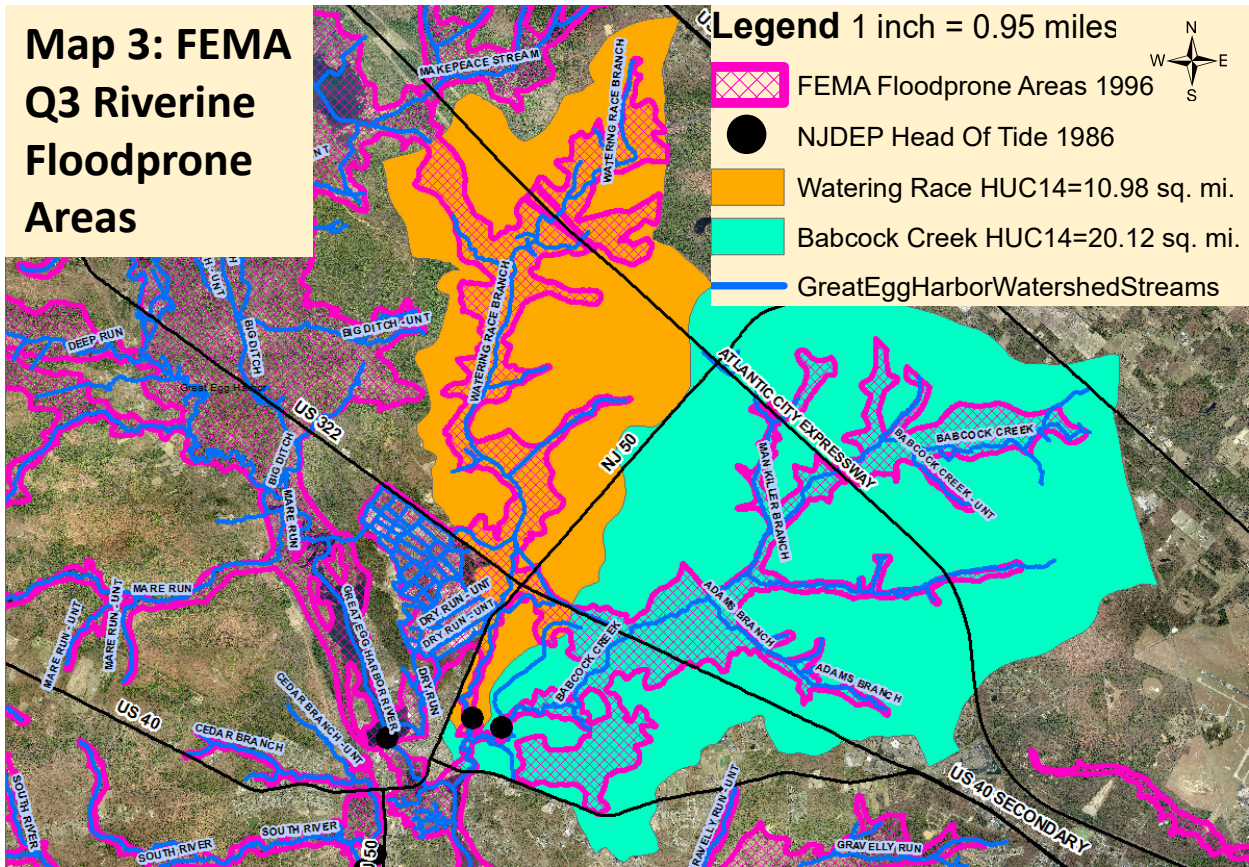 Map 3: FEMA
Q3 Riverine
Floodprone
Areas
Legend 1 inch = 0.95 miles
N
W
E
S
FEMA Floodprone Areas 1996
NJDEP Head Of Tide 1986
Watering Race HUC14=10.98 sq. mi.
Babcock Creek HUC14=20.12 sq. mi.
GreatEggHarborWatershedStreams
MAKEPEACE STREAM
WATERING RACE BRANCH
WATERING RACE BRANCH
WATERING RACE BRANCH
DEEP RUN
BIG DITCH
BIG DITCH - UNT
Great Egg Harbor
US 322
BIG DITCH
MARE RUN
NJ 50
ATLANTIC CITY EXPRESSWAY
MAN KILLER BRANCH
BABCOCK CREEK
BABCOCK CREEK - UNT
MARE RUN
MARE RUN - UNT
MARE RUN - UNT
GREAT EGG HARBOR RIVER
DRY RUN - UNT
DRY RUN - UNT
DRY RUN
BABCOCK CREEK
ADAMS BRANCH
ADAMS BRANCH
US 40
CEDAR BRANCH - UNT
CEDAR BRANCH
SOUTH RIVER
SOUTH RIVER
SOUTH RIVER
US 40 SECONDARY
GRAVELLY RUN